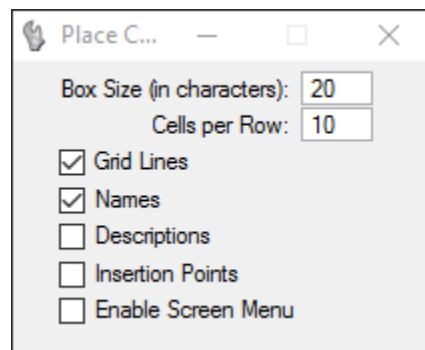 Place C...
Box Size (in characters): 20
Cells per Row: 10
Grid Lines
Names
Descriptions
Insertion Points
Enable Screen Menu